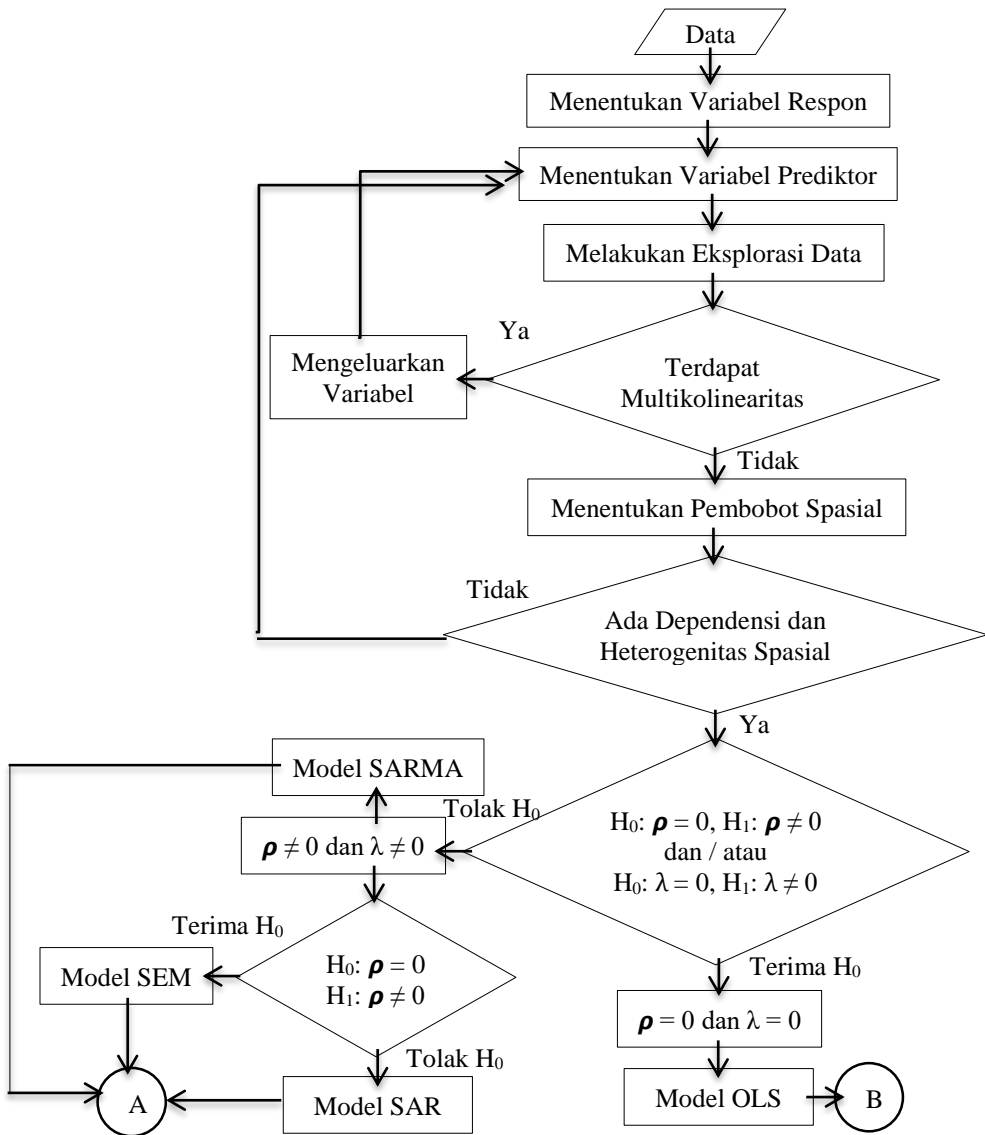 Data
Menentukan Variabel Respon
Menentukan Variabel Prediktor
Melakukan Eksplorasi Data
Ya
Mengeluarkan
Variabel
Terdapat
Multikolinearitas
Tidak
Menentukan Pembobot Spasial
Tidak
Ada Dependensi dan
Heterogenitas Spasial
Ya
Model SARMA
Tolak H₀
ρ ≠ 0 dan λ ≠ 0
H₀: ρ = 0, H₁: ρ ≠ 0
dan / atau
H₀: λ = 0, H₁: λ ≠ 0
Terima H₀
Model SEM
H₀: ρ = 0
H₁: ρ ≠ 0
Terima H₀
ρ = 0 dan λ = 0
Tolak H₀
A
Model SAR
Model OLS
B